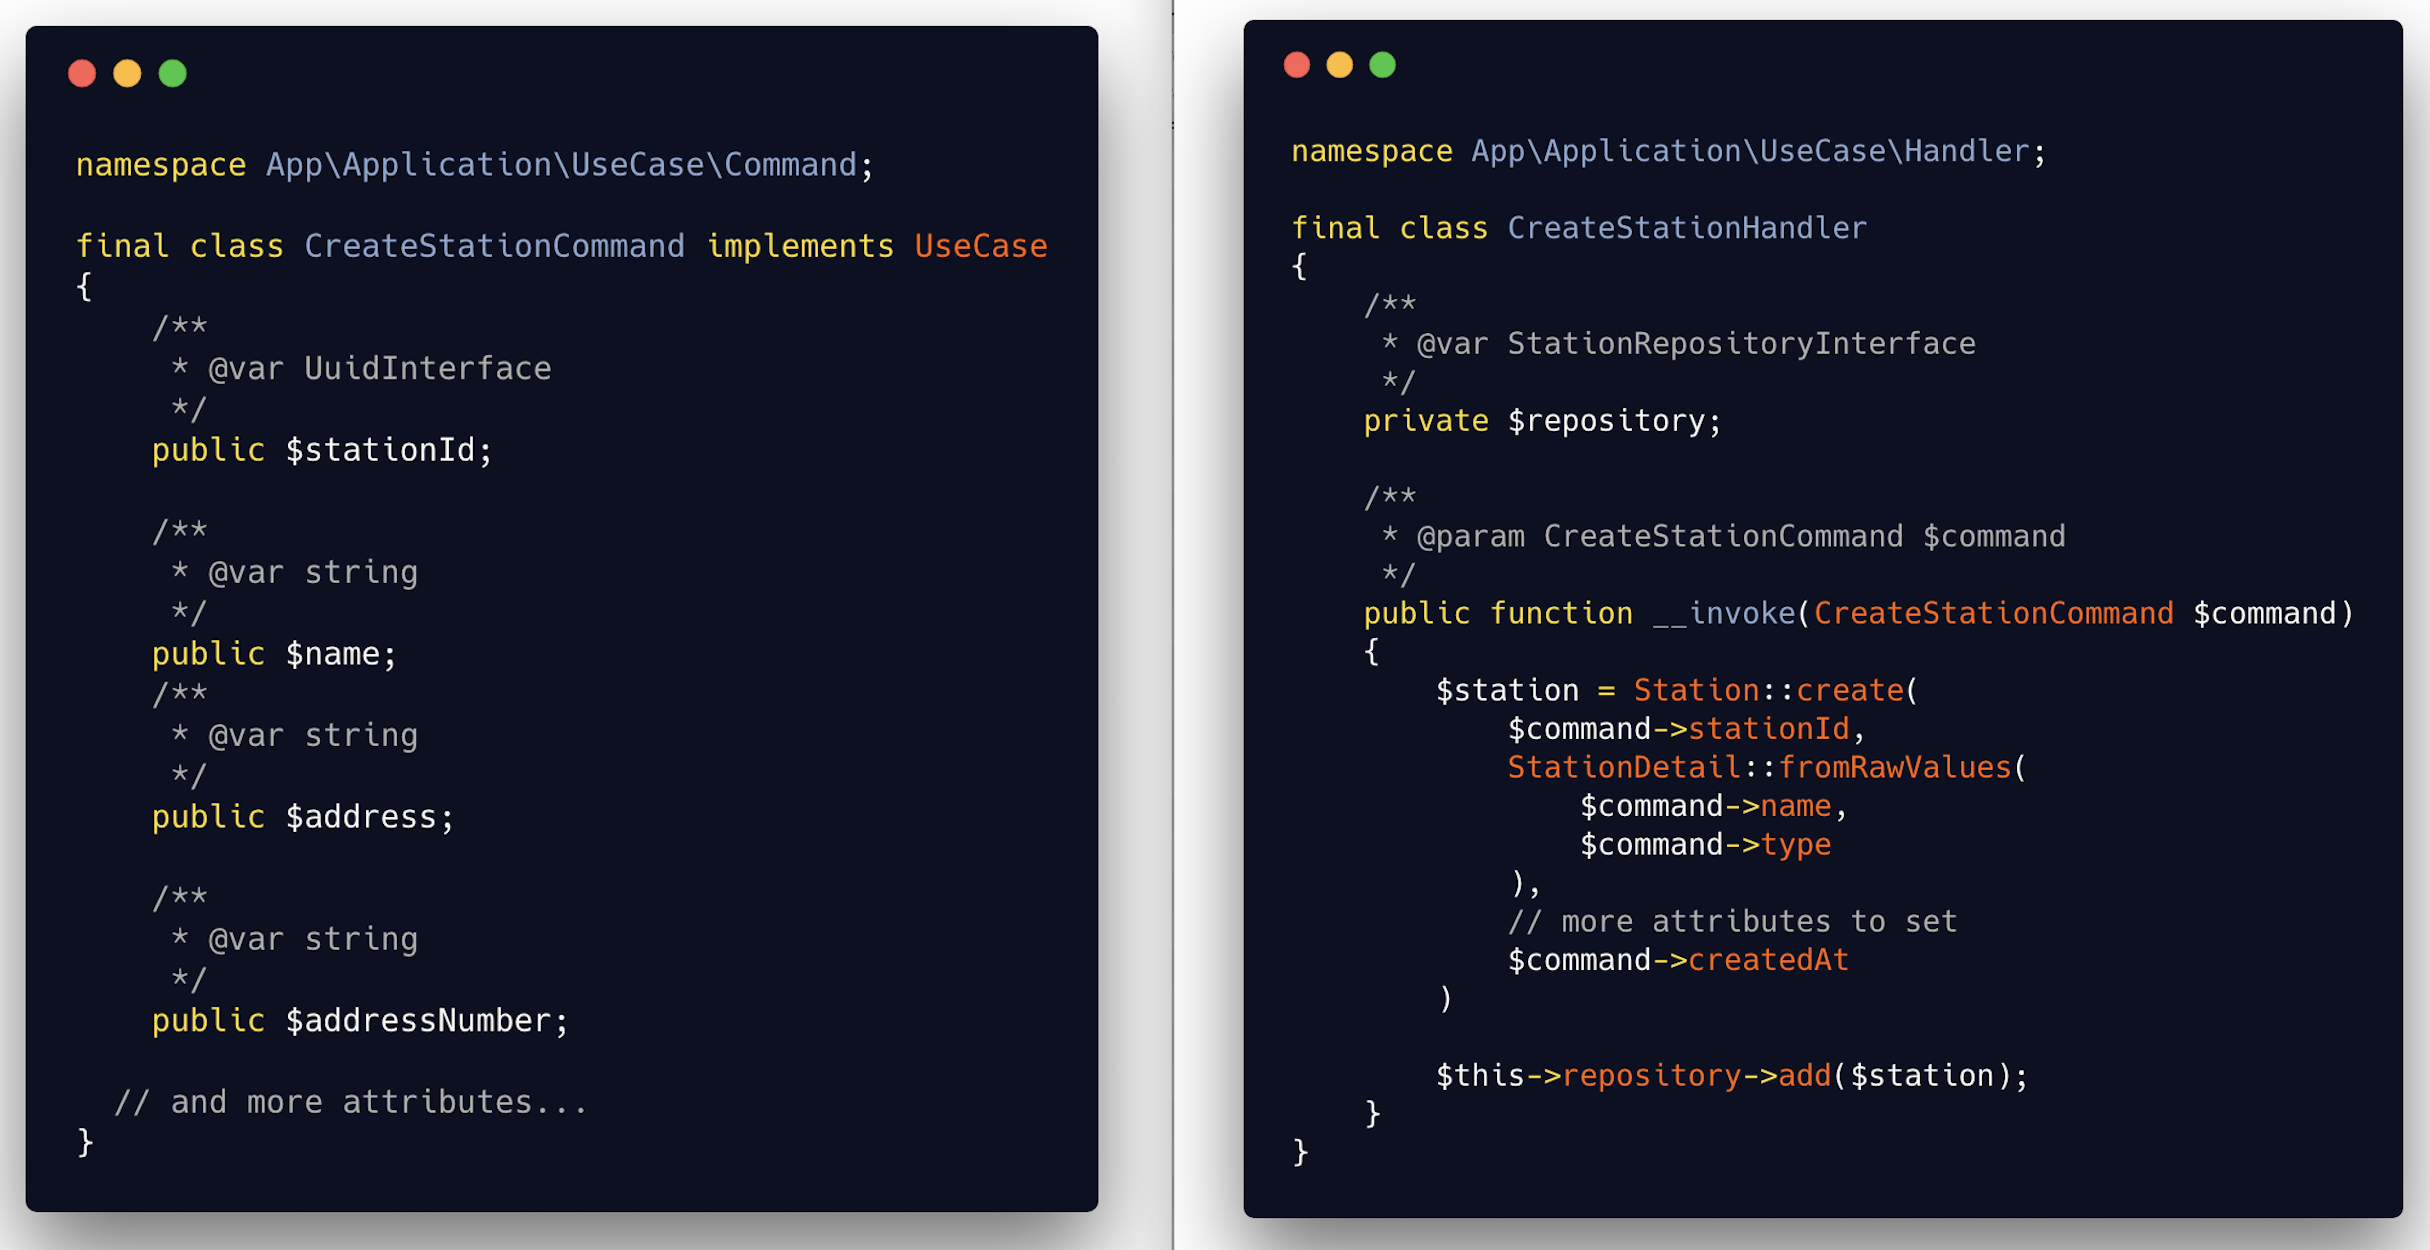 namespace App\Application\UseCase\Command;
final class CreateStationCommand implements UseCase
{
/**
* @var UuidInterface
*/
public $stationId;
/**
* @var string
*/
public $name;
/**
* @var string
*/
public $address;
/**
* @var string
*/
public $addressNumber;
// and more attributes...
}
namespace App\Application\UseCase\Handler;
final class CreateStationHandler
{
/**
* @var StationRepositoryInterface
*/
private $repository;
/**
* @param CreateStationCommand $command
*/
public function __invoke(CreateStationCommand $command)
{
$station = Station::create(
$command->stationId,
StationDetail::fromRawValues(
$command->name,
$command->type
),
// more attributes to set
$command->createdAt
)
$this->repository->add($station);
}
}